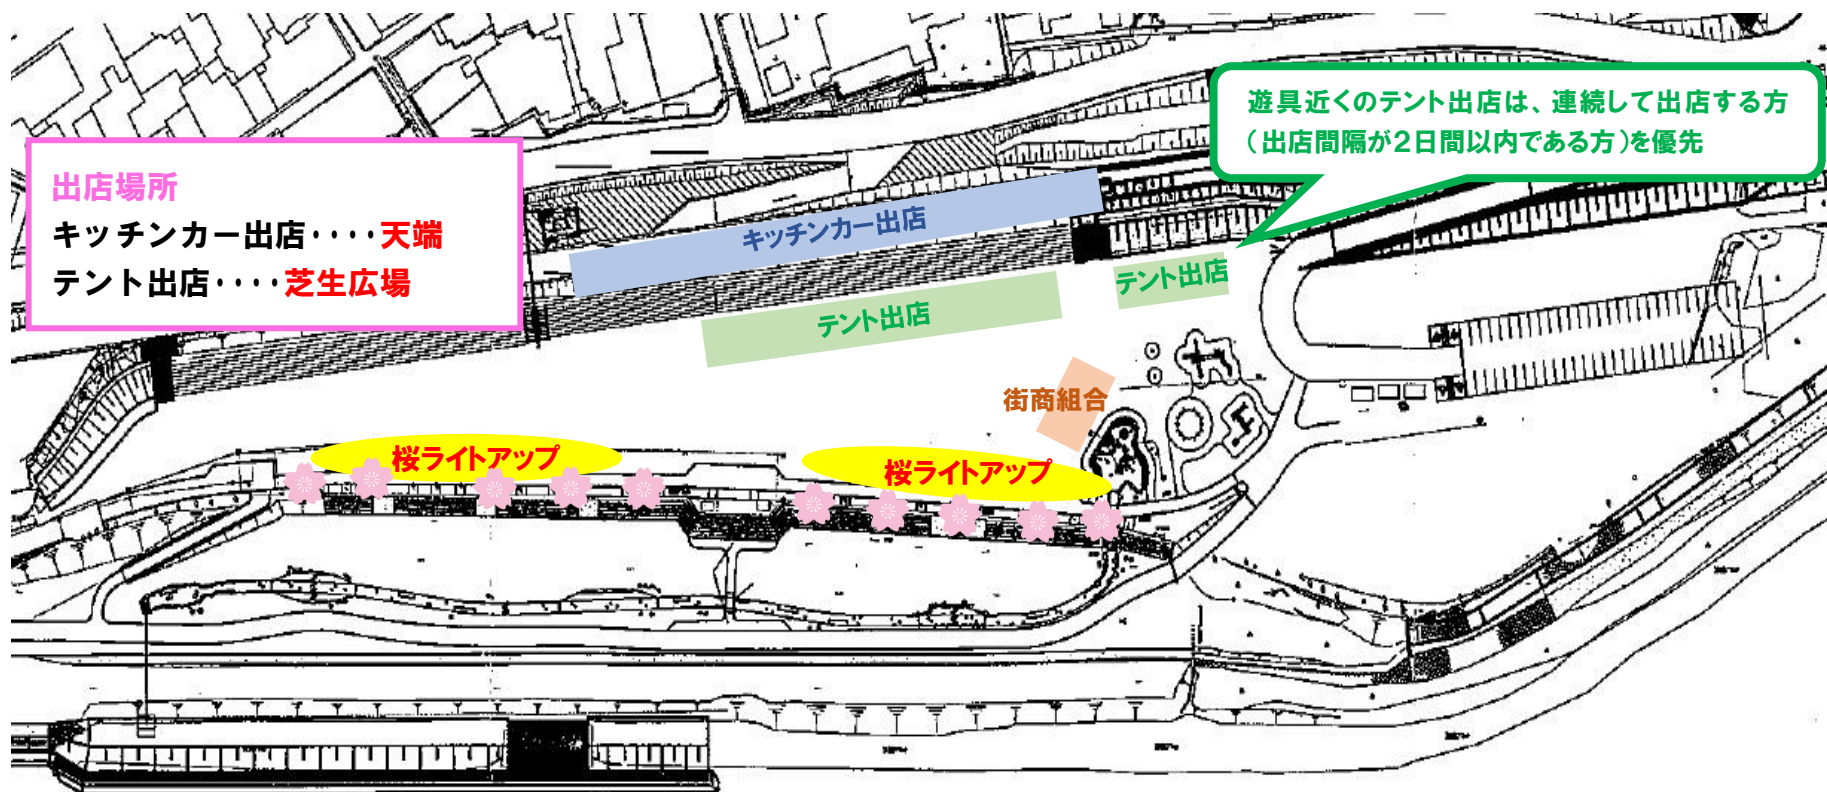 遊具近くのテント出店は、連続して出店する方
（出店間隔が2日間以内である方）を優先
出店場所
キッチンカー出店‥‥天端
テント出店‥‥芝生広場
キッチンカー出店
テント出店
テント出店
街商組合
桜ライトアップ
桜ライトアップ